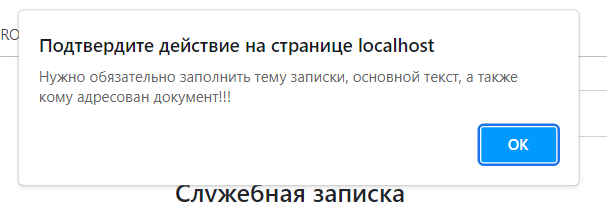 RO
Подтвердите действие на странице localhost
Нужно обязательно заполнить тему записки, основной текст, а также
кому адресован документ!!!
OK
Служебная записка